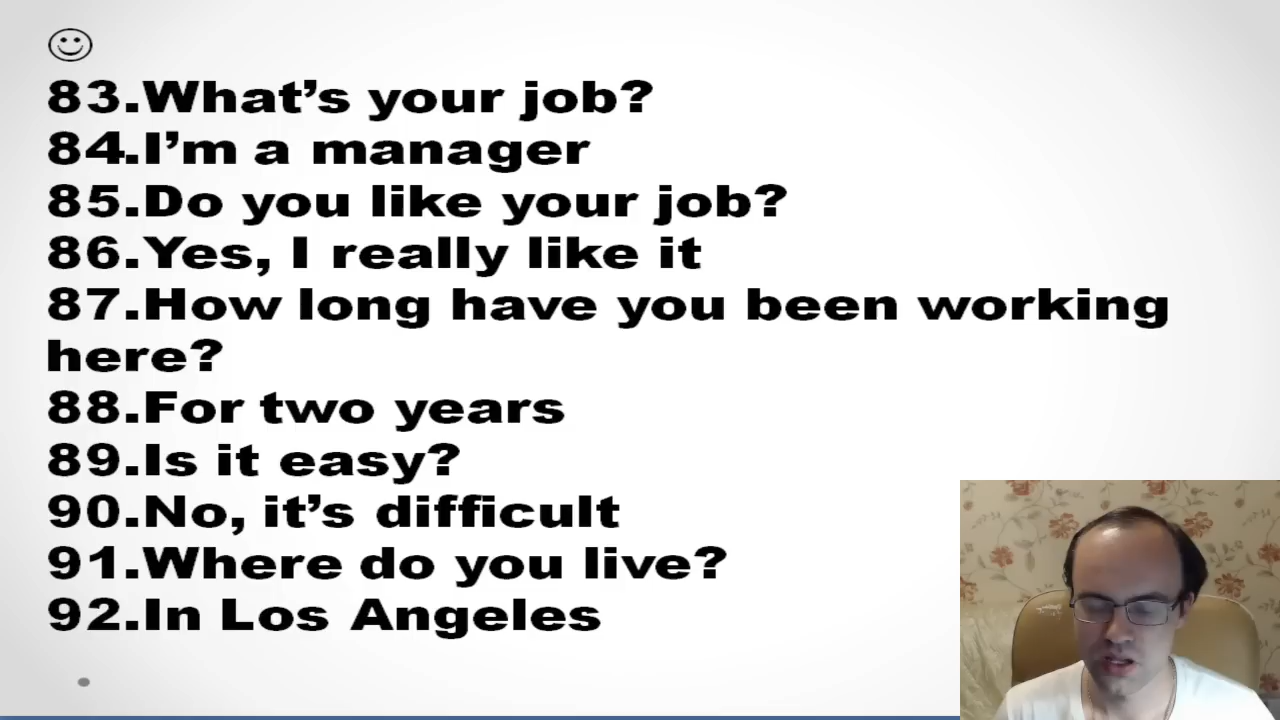 83.What’s your job?
84.I’m a manager
85.Do you like your job?
86.Yes, I really like it
87.How long have you been working
here?
88.For two years
89.Is it easy?
90.No, it’s difficult
91.Where do you live?
92.In Los Angeles